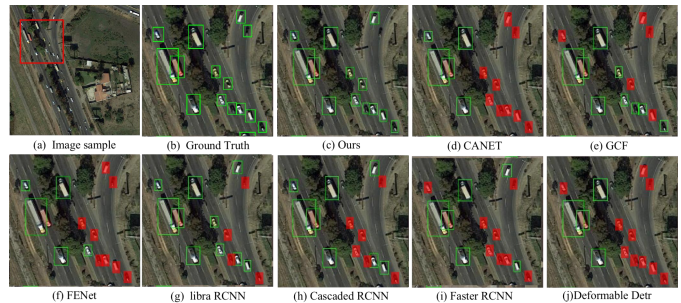 (a) Image sample
(b) Ground Truth
(c) Ours
(d) CANET
(e) GCF
(f) FENet
(g) libra RCNN
(h) Cascaded RCNN
(i) Faster RCNN
(j)Deformable Detr